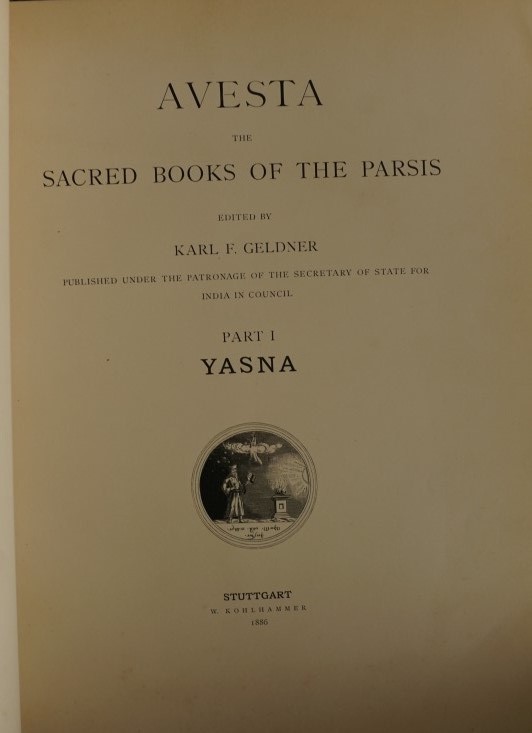 AVESTA
THE
SACRED BOOKS OF THE PARSIS
EDITED BY
KARL F. GELDNER
PUBLISHED UNDER THE PATRONAGE OF THE SECRETARY OF STATE FOR
INDIA IN COUNCIL
PART I
YASNA
STUTTGART
W. KOHLHAMMER
1886